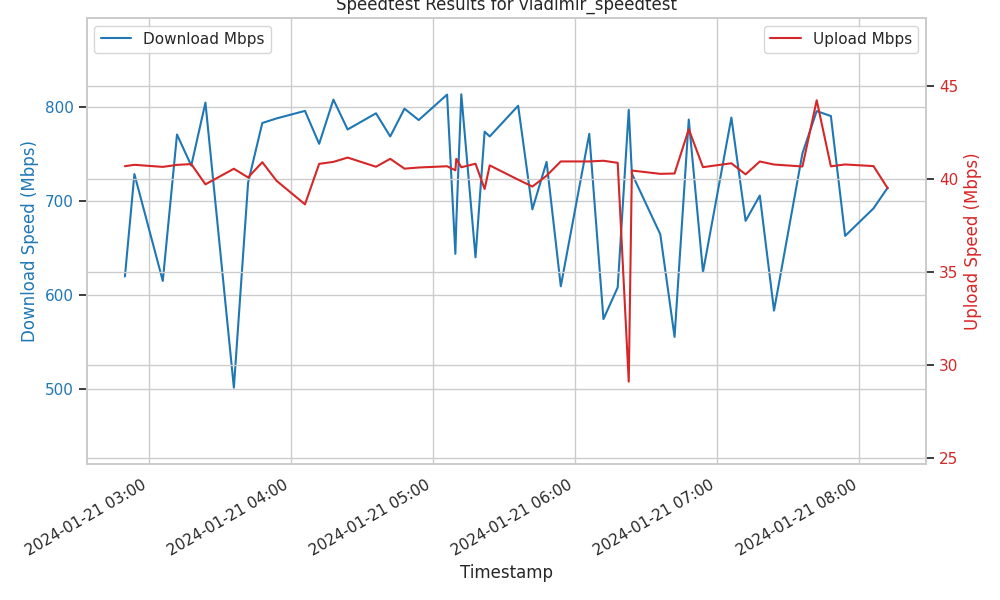 Speedtest Results for vladimir_speedtest
Download Mbps
Upload Mbps
800
700
600
500
45
40
35
30
25
Download Speed (Mbps)
Upload Speed (Mbps)
2024-01-21 03:00
2024-01-21 04:00
2024-01-21 05:00
2024-01-21 06:00
2024-01-21 07:00
2024-01-21 08:00
Timestamp